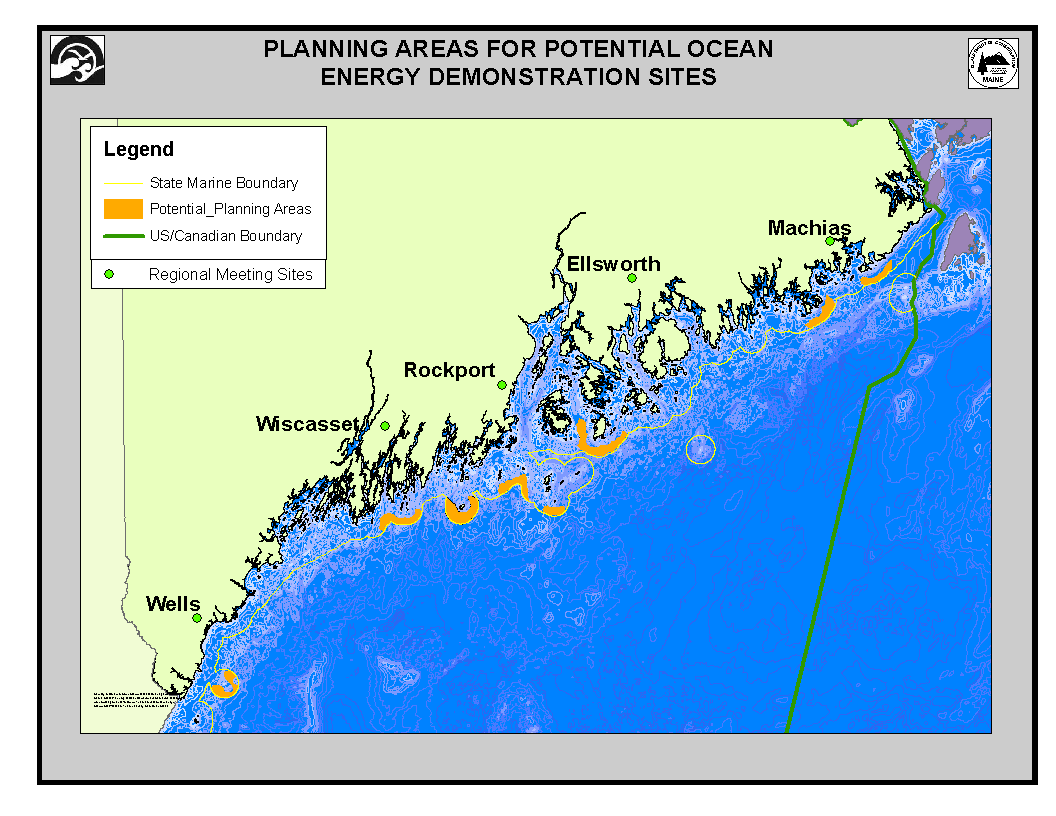 PLANNING AREAS FOR POTENTIAL OCEAN
ENERGY DEMONSTRATION SITES
MAINE
Legend
State Marine Boundary
Potential_Planning Areas
US/Canadian Boundary
Regional Meeting Sites
Machias
Ellsworth
Rockport
Wiscasset
Wells